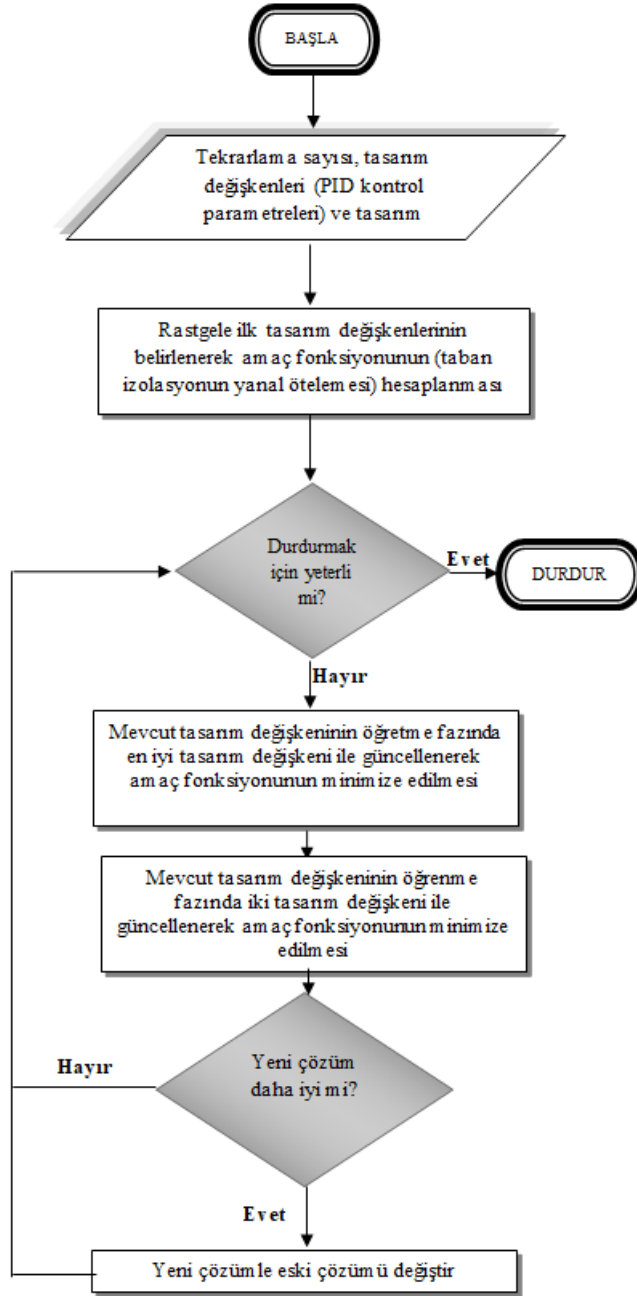 BAŞLA
Tekrarlama sayısı, tasarım
değişkenleri (PID kontrol
parametreleri) ve tasarım
Rastgele ilk tasarım değişkenlerinin
belirlenerek amaç fonksiyonunun (taban
izolasyonun yanal ötelemesi) hesaplanması
Durdurmak
için yeterli
mi?
Evet
DURDUR
Hayır
Mevcut tasarım değişkeninin öğretme fazında
en iyi tasarım değişkeni ile güncellenerek
amaç fonksiyonunun minimize edilmesi
Mevcut tasarım değişkeninin öğrenme
fazında iki tasarım değişkeni ile
güncellenerek amaç fonksiyonunun minimize
edilmesi
Yeni çözüm
daha iyi mi?
Hayır
Evet
Yeni çözümle eski çözümü değiştir